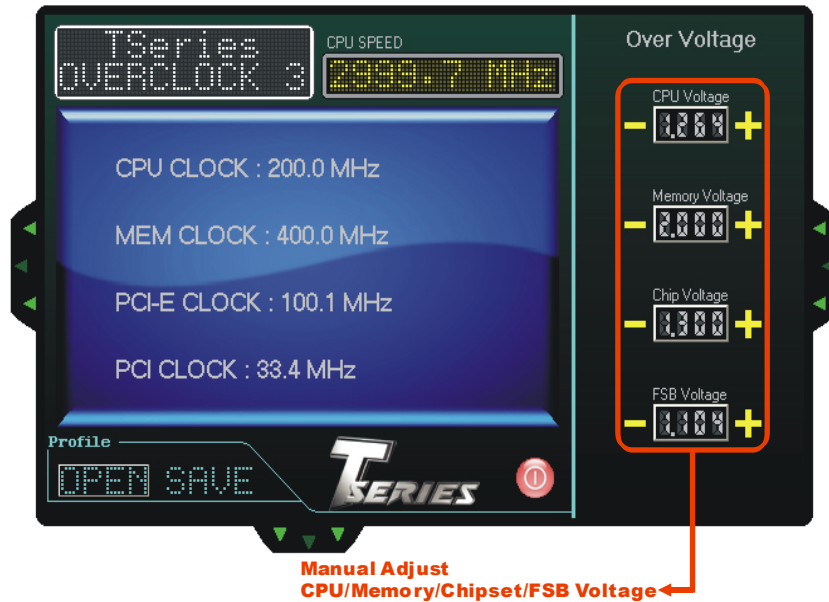 TSeries
OVERCLOCK 3
CPU SPEED
2999.7 MHz
CPU CLOCK : 200.0 MHz
MEM CLOCK : 400.0 MHz
PCI-E CLOCK : 100.1 MHz
PCI CLOCK : 33.4 MHz
Profile
OPEN SAVE
TSERIES
Over Voltage
CPU Voltage
− +
Memory Voltage
− 2.000 +
Chip Voltage
− 1.300 +
FSB Voltage
− 1.104 +
Manual Adjust
CPU/Memory/Chipset/FSB Voltage